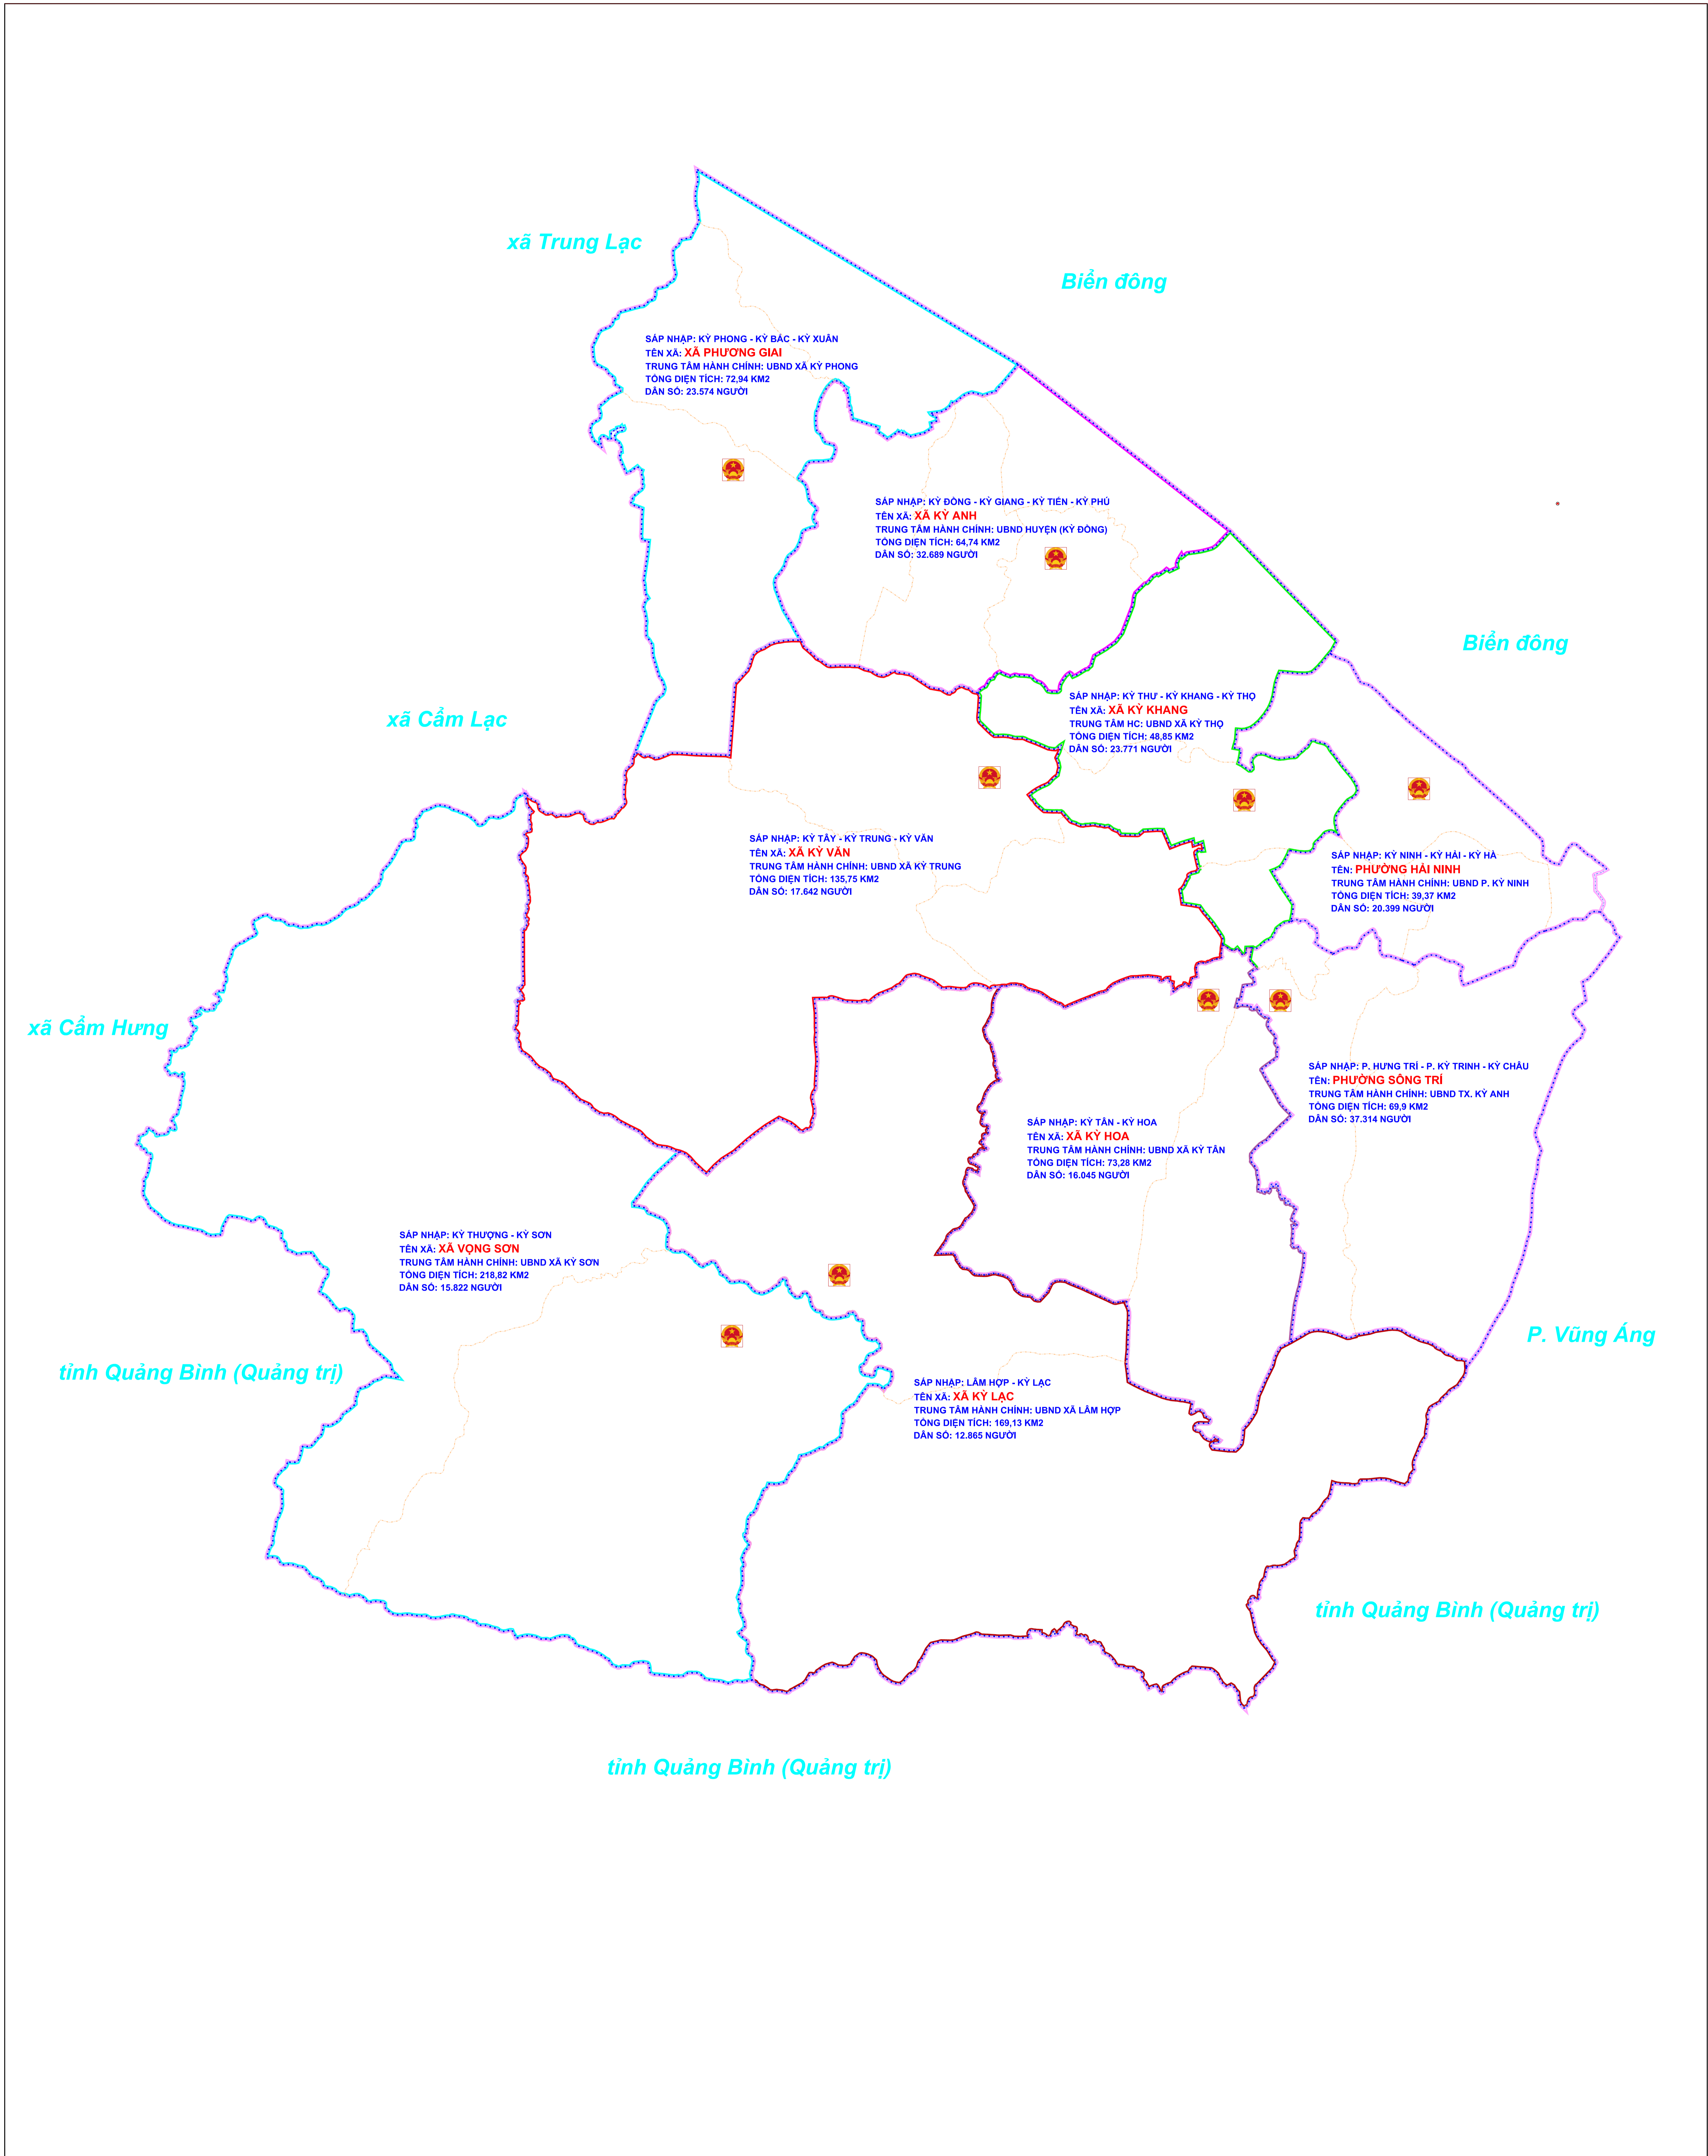 xã Trung Lạc
Biển đông
SÁP NHẬP: KỲ PHONG - KỲ BẮC - KỲ XUÂN
TÊN XÃ: XÃ PHƯƠNG GIAI
TRUNG TÂM HÀNH CHÍNH: UBND XÃ KỲ PHONG
TỔNG DIỆN TÍCH: 72,94 KM2
DÂN SỐ: 23.574 NGƯỜI
SÁP NHẬP: KỲ ĐỒNG - KỲ GIANG - KỲ TIẾN - KỲ PHÚ
TÊN XÃ: XÃ KỲ ANH
TRUNG TÂM HÀNH CHÍNH: UBND HUYỆN (KỲ ĐỒNG)
TỔNG DIỆN TÍCH: 64,74 KM2
DÂN SỐ: 32.689 NGƯỜI
Biển đông
xã Cẩm Lạc
SÁP NHẬP: KỲ THƯ - KỲ KHANG - KỲ THỌ
TÊN XÃ: XÃ KỲ KHANG
TRUNG TÂM HC: UBND XÃ KỲ THỌ
TỔNG DIỆN TÍCH: 48,85 KM2
DÂN SỐ: 23.771 NGƯỜI
SÁP NHẬP: KỲ TÂY - KỲ TRUNG - KỲ VĂN
TÊN XÃ: XÃ KỲ VĂN
TRUNG TÂM HÀNH CHÍNH: UBND XÃ KỲ TRUNG
TỔNG DIỆN TÍCH: 135,75 KM2
DÂN SỐ: 17.642 NGƯỜI
SÁP NHẬP: KỲ NINH - KỲ HẢI - KỲ HÀ
TÊN: PHƯỜNG HẢI NINH
TRUNG TÂM HÀNH CHÍNH: UBND P. KỲ NINH
TỔNG DIỆN TÍCH: 39,37 KM2
DÂN SỐ: 20.399 NGƯỜI
xã Cẩm Hưng
SÁP NHẬP: P. HƯNG TRÍ - P. KỲ TRINH - KỲ CHÂU
TÊN: PHƯỜNG SÔNG TRÍ
TRUNG TÂM HÀNH CHÍNH: UBND TX. KỲ ANH
TỔNG DIỆN TÍCH: 69,9 KM2
DÂN SỐ: 37.314 NGƯỜI
SÁP NHẬP: KỲ TÂN - KỲ HOA
TÊN XÃ: XÃ KỲ HOA
TRUNG TÂM HÀNH CHÍNH: UBND XÃ KỲ TÂN
TỔNG DIỆN TÍCH: 73,28 KM2
DÂN SỐ: 16.045 NGƯỜI
SÁP NHẬP: KỲ THƯỢNG - KỲ SƠN
TÊN XÃ: XÃ VỌNG SƠN
TRUNG TÂM HÀNH CHÍNH: UBND XÃ KỲ SƠN
TỔNG DIỆN TÍCH: 218,82 KM2
DÂN SỐ: 15.822 NGƯỜI
P. Vũng Áng
tỉnh Quảng Bình (Quảng trị)
SÁP NHẬP: LÂM HỢP - KỲ LẠC
TÊN XÃ: XÃ KỲ LẠC
TRUNG TÂM HÀNH CHÍNH: UBND XÃ LÂM HỢP
TỔNG DIỆN TÍCH: 169,13 KM2
DÂN SỐ: 12.865 NGƯỜI
tỉnh Quảng Bình (Quảng trị)
tỉnh Quảng Bình (Quảng trị)